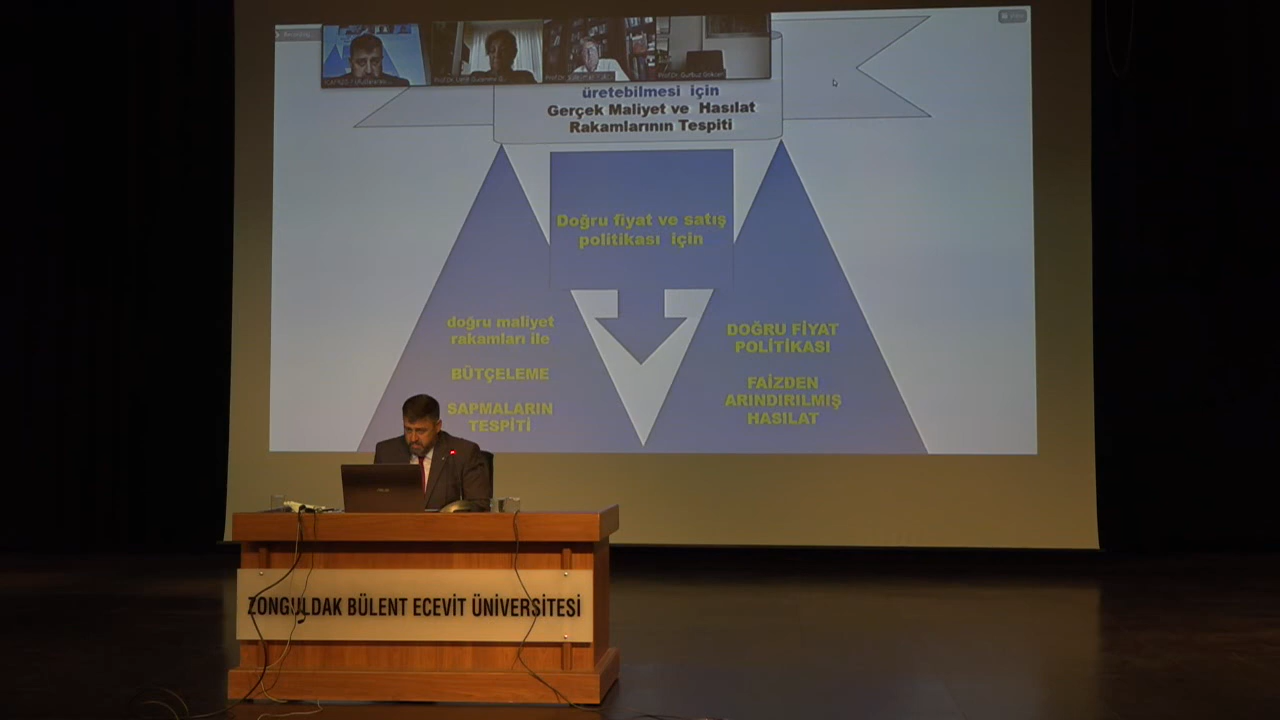 üretebilmesi için
Gerçek Maliyet ve Hasılat
Rakamlarının Tespiti
Doğru fiyat ve satış
politikası için
doğru maliyet
rakamları ile
BÜTÇELEME
SAPMALARIN
TESPİTİ
DOĞRU FİYAT
POLİTİKASI
FAİZDEN
ARINDIRILMIŞ
HASILAT
ZONGULDAK BÜLENT ECEVİT ÜNİVERSİTESİ